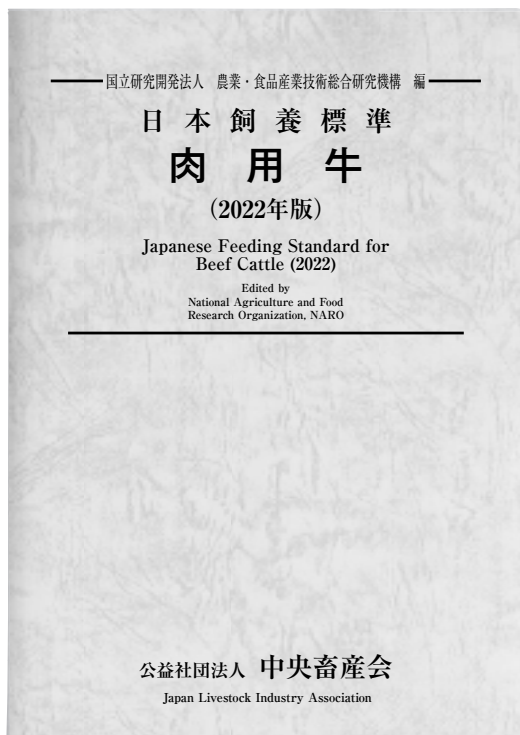 国立研究開発法人 農業・食品産業技術総合研究機構 編
日本飼養標準
肉用牛
(2022年版)
Japanese Feeding Standard for
Beef Cattle (2022)
Edited by
National Agriculture and Food
Research Organization, NARO
公益社団法人 中央畜産会
Japan Livestock Industry Association